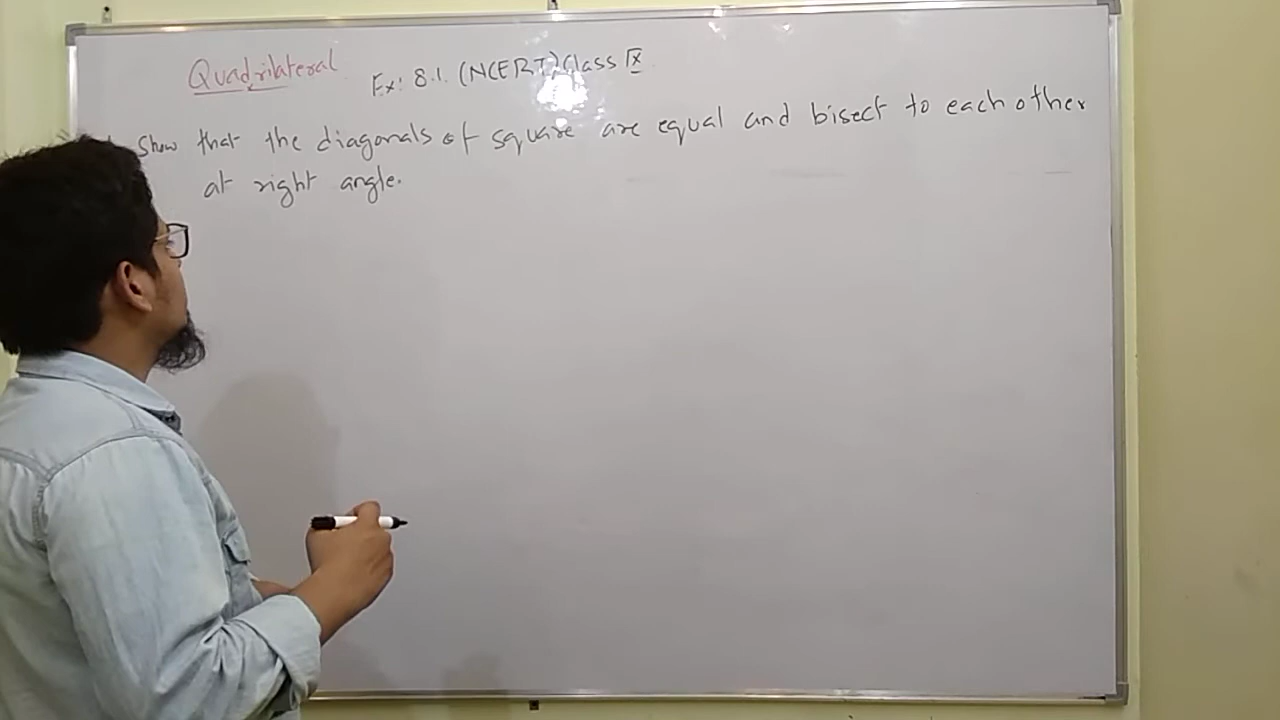 Quadrilateral
Ex: 8.1. (NCERT) Class IX
Show that the diagonals of square are equal and bisect to each other
at right angle.